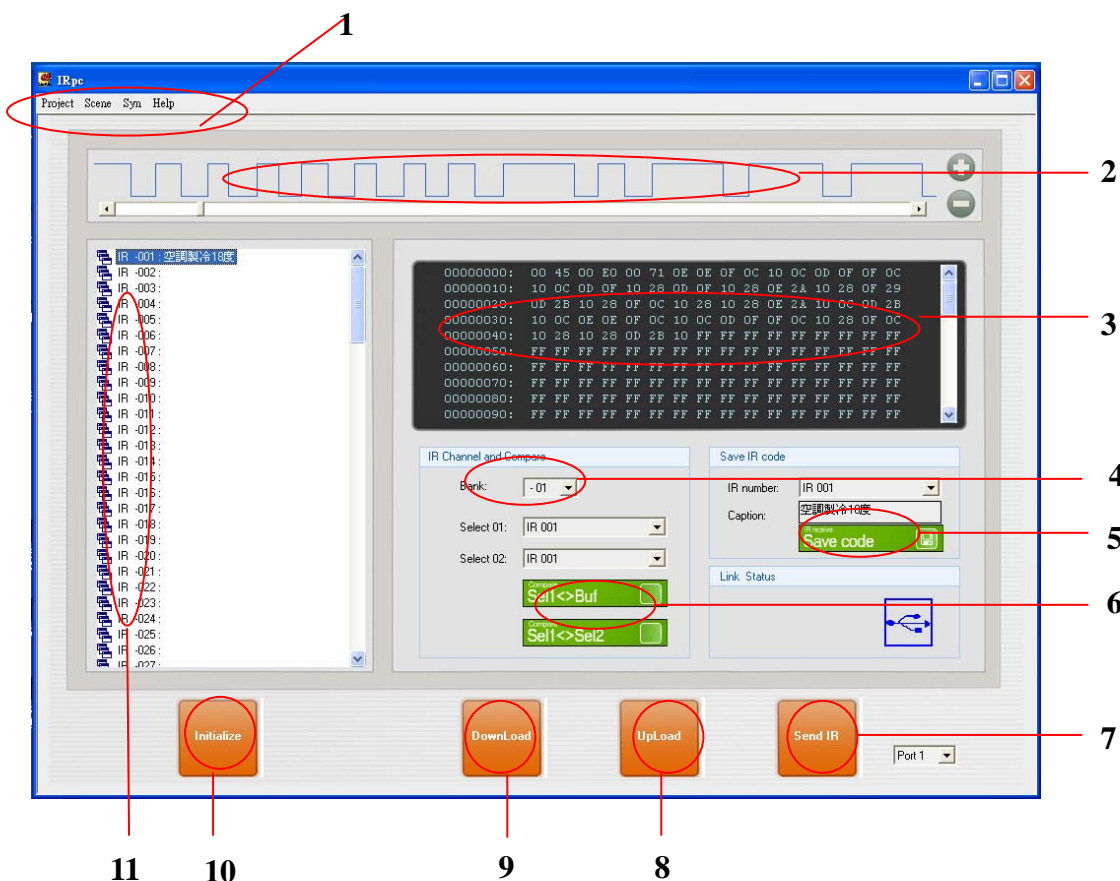 1
IRpc
Project Scene Syn Help
2
IR -001 : 空調製冷18度
IR -002 :
IR -003 :
IR -004 :
IR -005 :
IR -006 :
IR -007 :
IR -008 :
IR -009 :
IR -010 :
IR -011 :
IR -012 :
IR -013 :
IR -014 :
IR -015 :
IR -016 :
IR -017 :
IR -018 :
IR -019 :
IR -020 :
IR -021 :
IR -022 :
IR -023 :
IR -024 :
IR -025 :
IR -026 :
IR -027 :
00000000: 00 45 00 E0 00 71 0E 0E 0F 0C 10 0C 0D 0F 0F 0C
00000010: 10 0C 0D 0F 10 28 0D 0F 10 28 0E 2A 10 28 0F 29
00000020: 0D 2B 10 28 0F 0C 10 28 10 28 0E 2A 10 0C 0D 2B
00000030: 10 0C 0E 0E 0F 0C 10 0C 0D 0F 0F 0C 10 28 0F 0C
00000040: 10 28 10 28 0D 2B 10 FF FF FF FF FF FF FF FF FF
00000050: FF FF FF FF FF FF FF FF FF FF FF FF FF FF FF FF
00000060: FF FF FF FF FF FF FF FF FF FF FF FF FF FF FF FF
00000070: FF FF FF FF FF FF FF FF FF FF FF FF FF FF FF FF
00000080: FF FF FF FF FF FF FF FF FF FF FF FF FF FF FF FF
00000090: FF FF FF FF FF FF FF FF FF FF FF FF FF FF FF FF
3
IR Channel and Compare
Bank: - 01
4
Select 01: IR 001
Select 02: IR 001
Compare
Sel1<>Buf
6
Compare
Sel1<>Sel2
Save IR code
IR number: IR 001
Caption: 空調製冷18度
IR receive
Save code
5
Link Status
Initialize
DownLoad
UpLoad
Send IR
7
Port 1
11
10
9
8